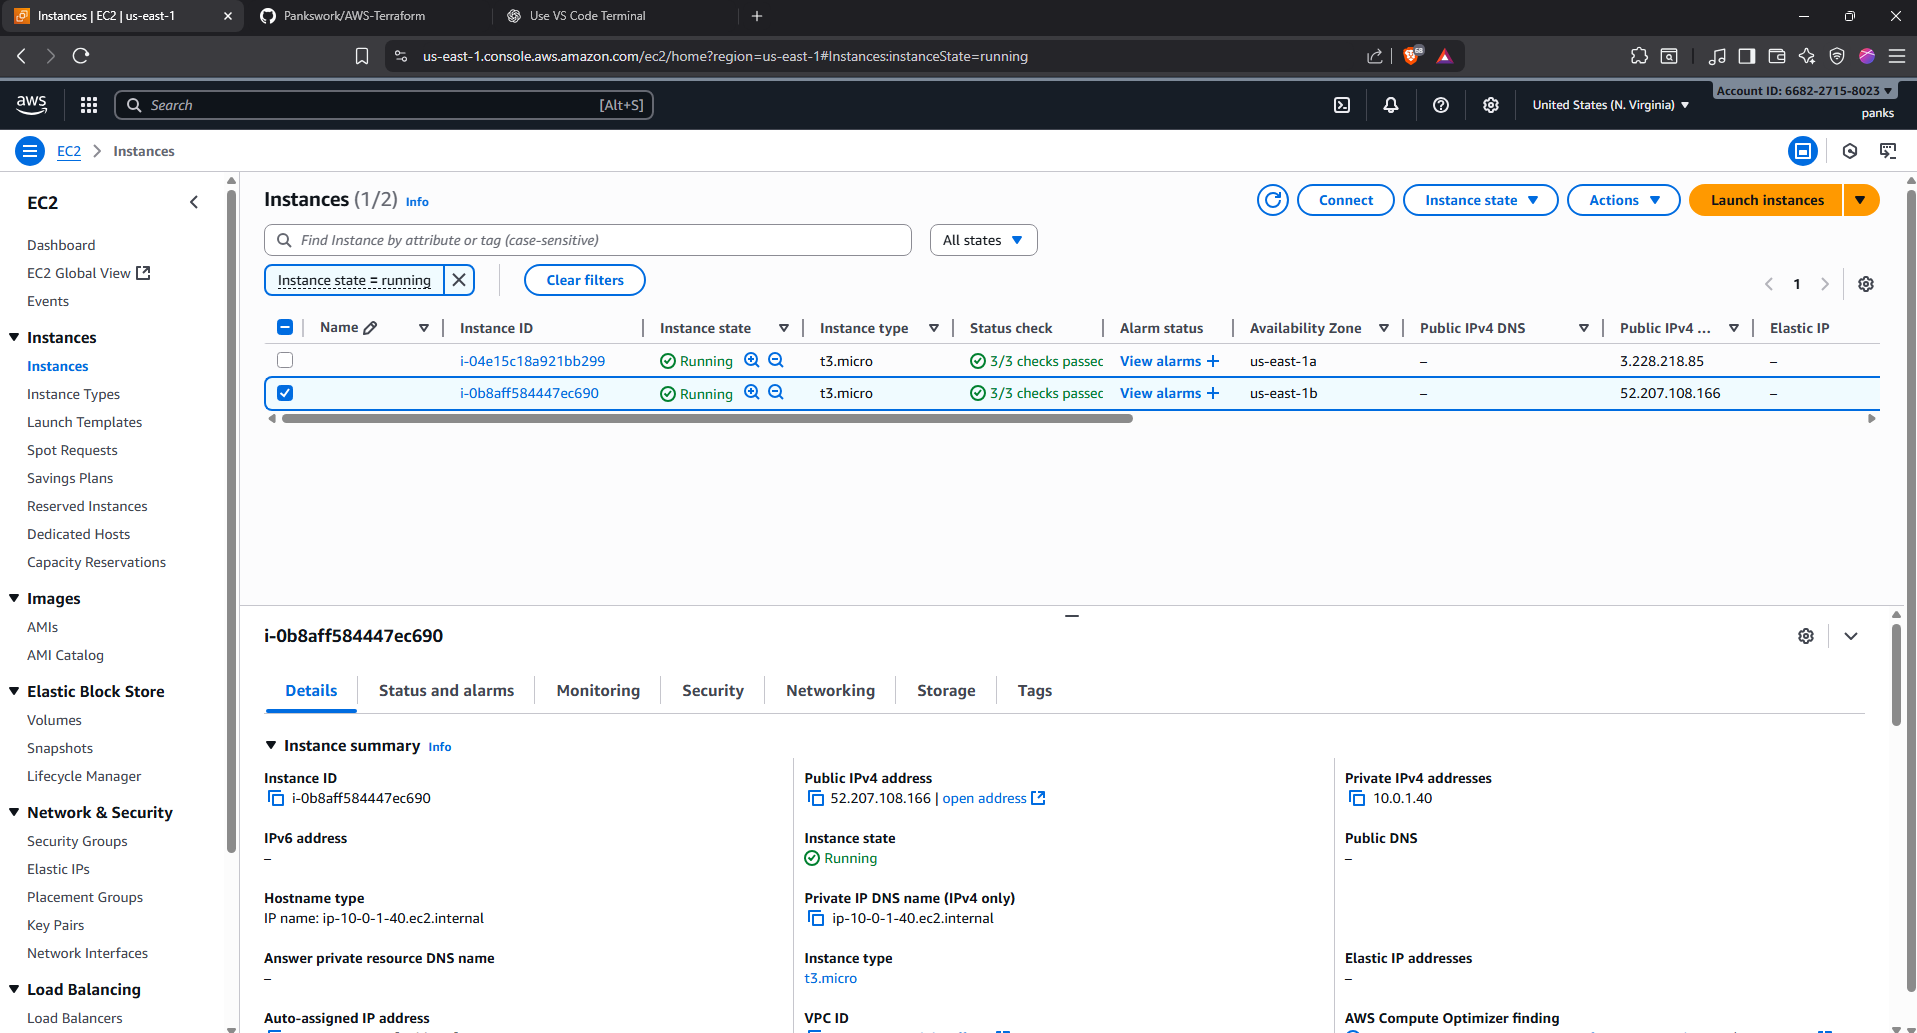 Instances | EC2 | us-east-1
Pankswork/AWS-Terraform
Use VS Code Terminal
us-east-1.console.aws.amazon.com/ec2/home?region=us-east-1#Instances:instanceState=running
68
aws
Search
[Alt+S]
United States (N. Virginia)
Account ID: 6682-2715-8023
panks
EC2
Instances
EC2
Dashboard
EC2 Global View
Events
Instances
Instances
Instance Types
Launch Templates
Spot Requests
Savings Plans
Reserved Instances
Dedicated Hosts
Capacity Reservations
Images
AMIs
AMI Catalog
Elastic Block Store
Volumes
Snapshots
Lifecycle Manager
Network & Security
Security Groups
Elastic IPs
Placement Groups
Key Pairs
Network Interfaces
Load Balancing
Load Balancers
Instances (1/2) Info
Connect
Instance state
Actions
Launch instances
Find Instance by attribute or tag (case-sensitive)
All states
Instance state = running
Clear filters
1
Name Instance ID Instance state Instance type Status check Alarm status Availability Zone Public IPv4 DNS Public IPv4 ... Elastic IP
i-04e15c18a921bb299 Running t3.micro 3/3 checks passec View alarms + us-east-1a – 3.228.218.85 –
i-0b8aff584447ec690 Running t3.micro 3/3 checks passec View alarms + us-east-1b – 52.207.108.166 –
i-0b8aff584447ec690
Details
Status and alarms
Monitoring
Security
Networking
Storage
Tags
Instance summary Info
Instance ID
i-0b8aff584447ec690
IPv6 address
–
Hostname type
IP name: ip-10-0-1-40.ec2.internal
Answer private resource DNS name
–
Auto-assigned IP address
Public IPv4 address
52.207.108.166 | open address
Instance state
Running
Private IP DNS name (IPv4 only)
ip-10-0-1-40.ec2.internal
Instance type
t3.micro
VPC ID
Private IPv4 addresses
10.0.1.40
Public DNS
–
Elastic IP addresses
–
AWS Compute Optimizer finding